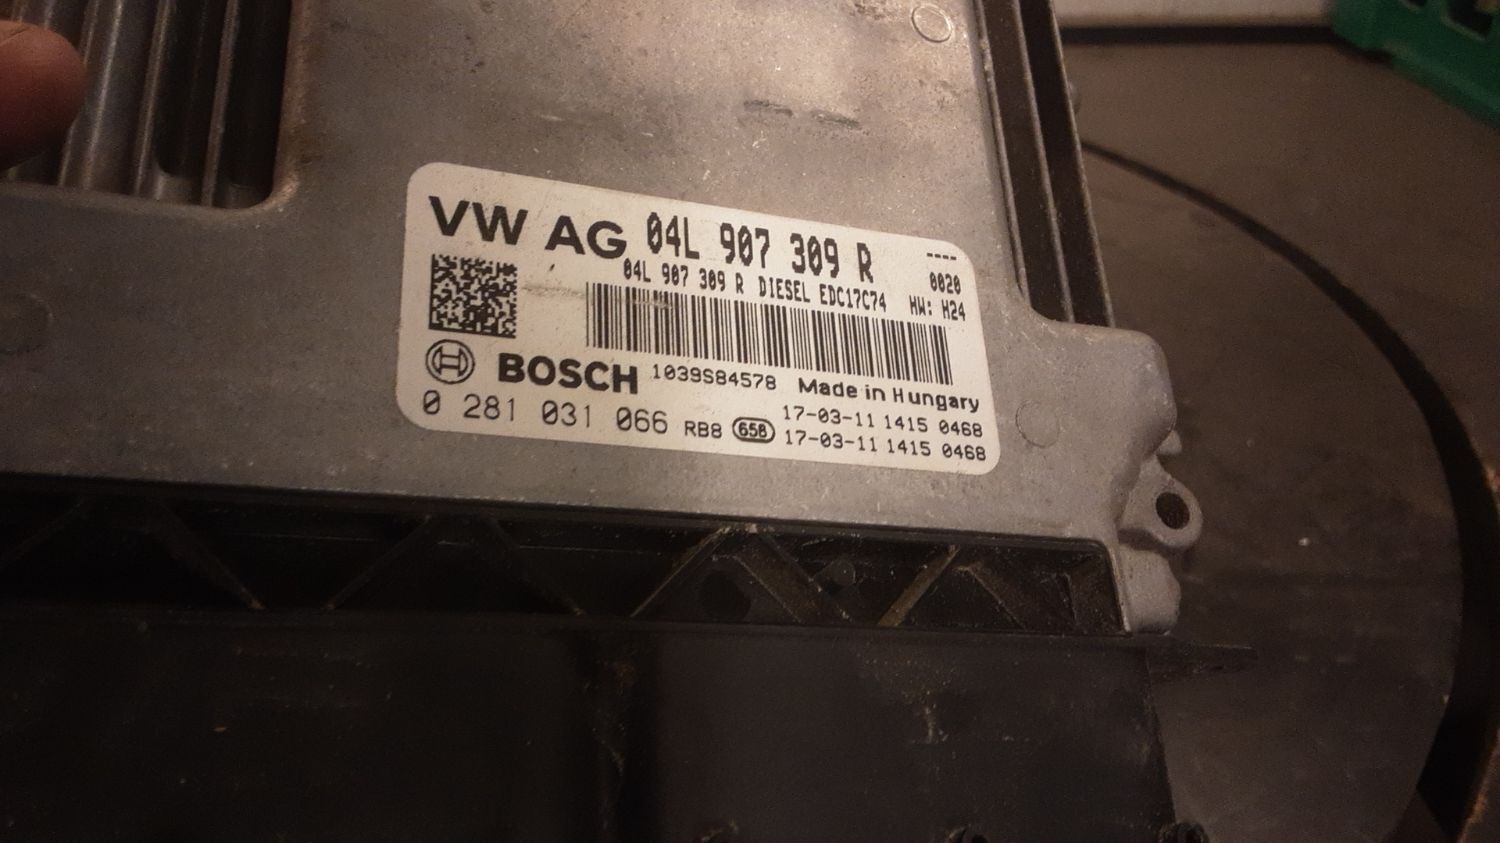 VW AG 04L 907 309 R ----
04L 907 309 R DIESEL EDC17C74 0020
HW: H24
BOSCH 1039S84578 Made in Hungary
0 281 031 066 RB8 658 17-03-11 1415 0468
17-03-11 1415 0468